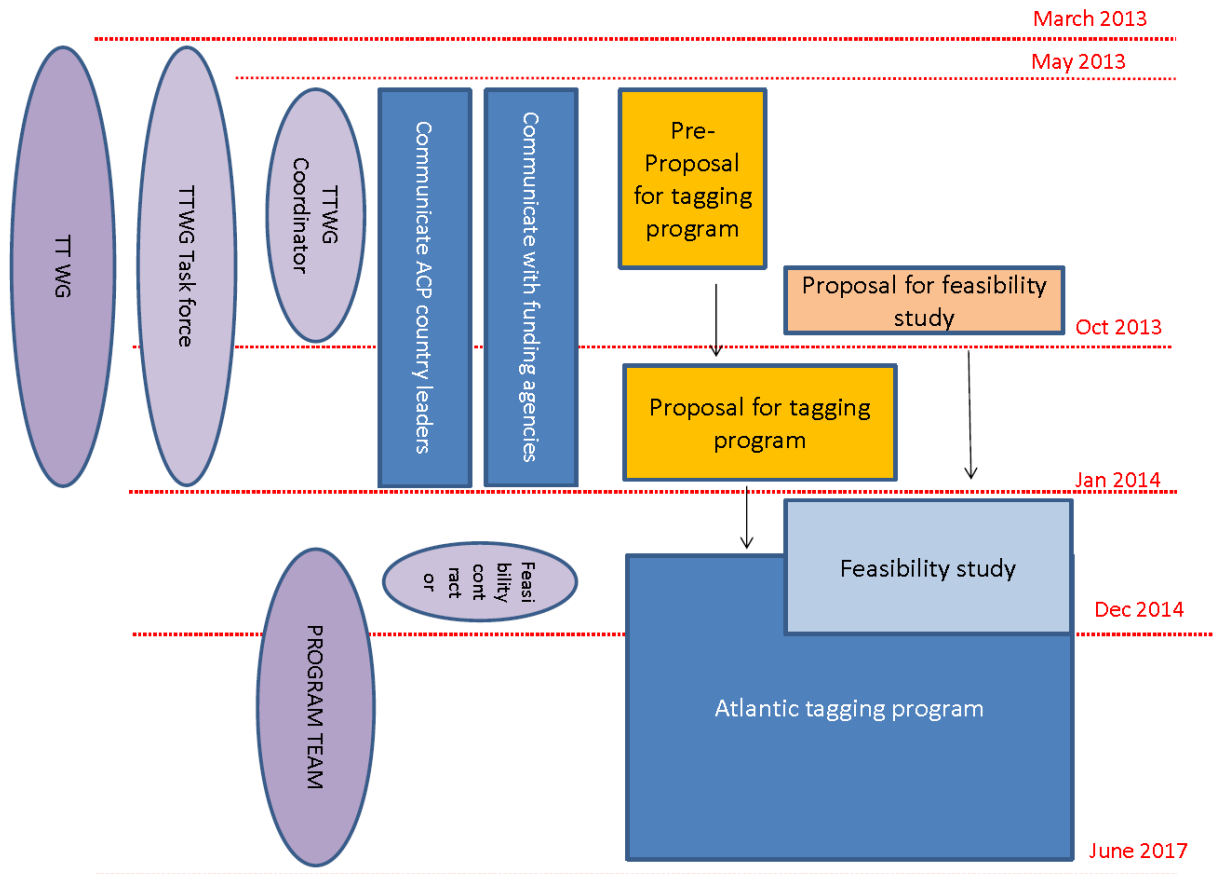 March 2013
May 2013
TT WG
TTWG Task force
TTWG
Coordinator
Communicate ACP country leaders
Communicate with funding agencies
Pre-
Proposal
for tagging
program
Proposal for feasibility
study
Oct 2013
Proposal for tagging
program
Jan 2014
Feasi
bility
cont
ract
or
Feasibility study
Dec 2014
PROGRAM TEAM
Atlantic tagging program
June 2017